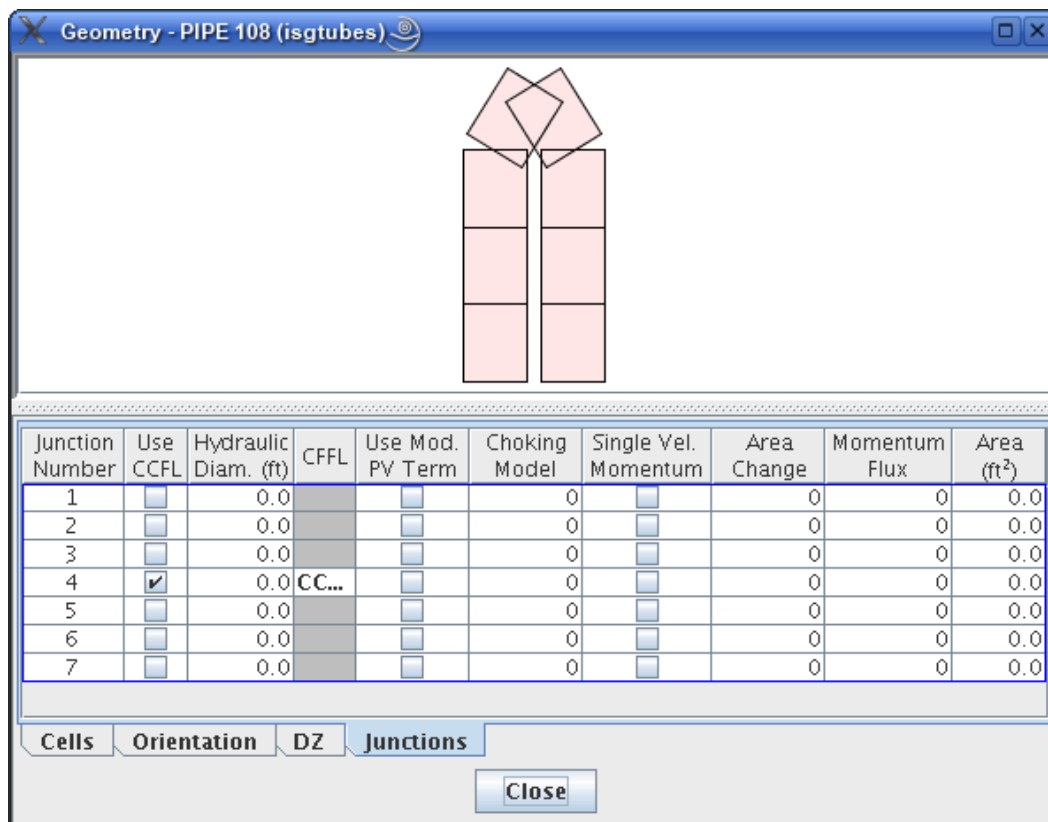 Geometry - PIPE 108 (isgtubes)
Junction Number Use CCFL Hydraulic Diam. (ft) CFFL Use Mod. PV Term Choking Model Single Vel. Momentum Area Change Momentum Flux Area (ft²)
1 0.0 0 0 0 0.0
2 0.0 0 0 0 0.0
3 0.0 0 0 0 0.0
4 ✔ 0.0 CC... 0 0 0 0.0
5 0.0 0 0 0 0.0
6 0.0 0 0 0 0.0
7 0.0 0 0 0 0.0
Cells Orientation DZ Junctions
Close